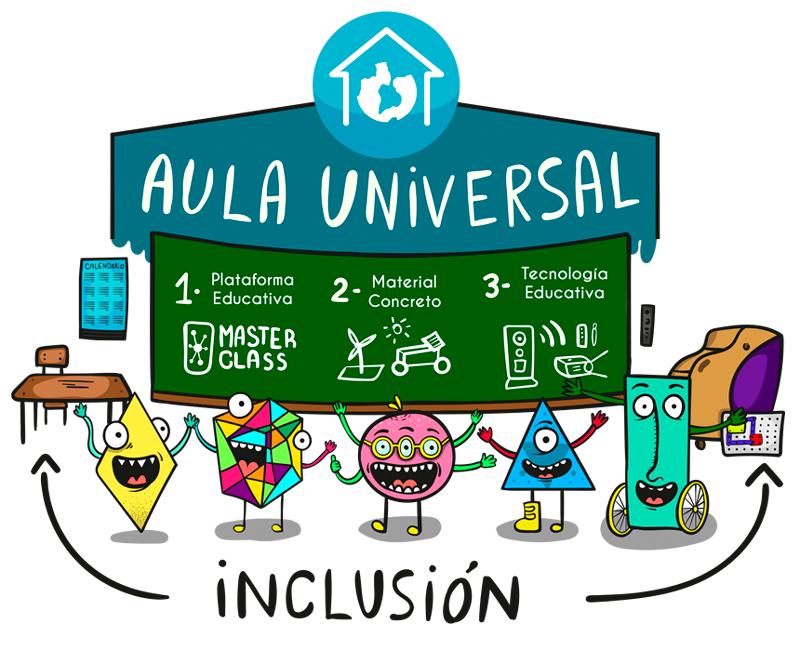 AULA UNIVERSAL
CALENDARIO
1. Plataforma
Educativa
MASTER
CLASS
2- Material
Concreto
3- Tecnología
Educativa
INCLUSIÓN